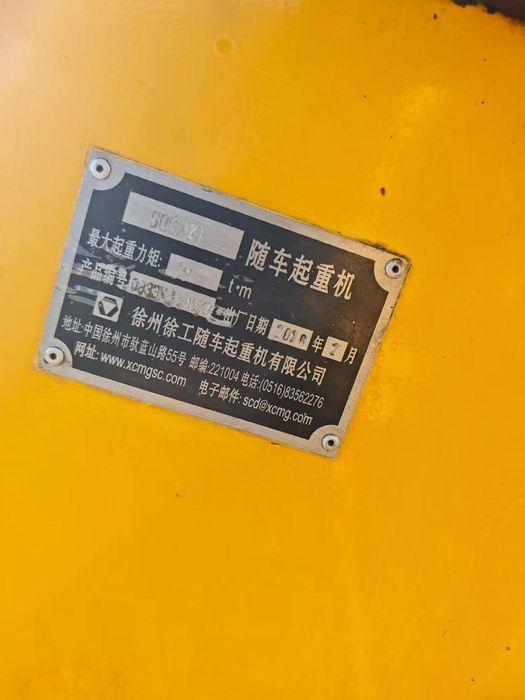 随车起重机
最大起重力矩: t·m
产品编号 出厂日期 2016 年 2 月
徐州徐工随车起重机有限公司
地址:中国徐州市驮蓝山路55号 邮编:221004 电话:(0516)83562276
网址: www.xcmgsc.com 电子邮件: scd@xcmg.com